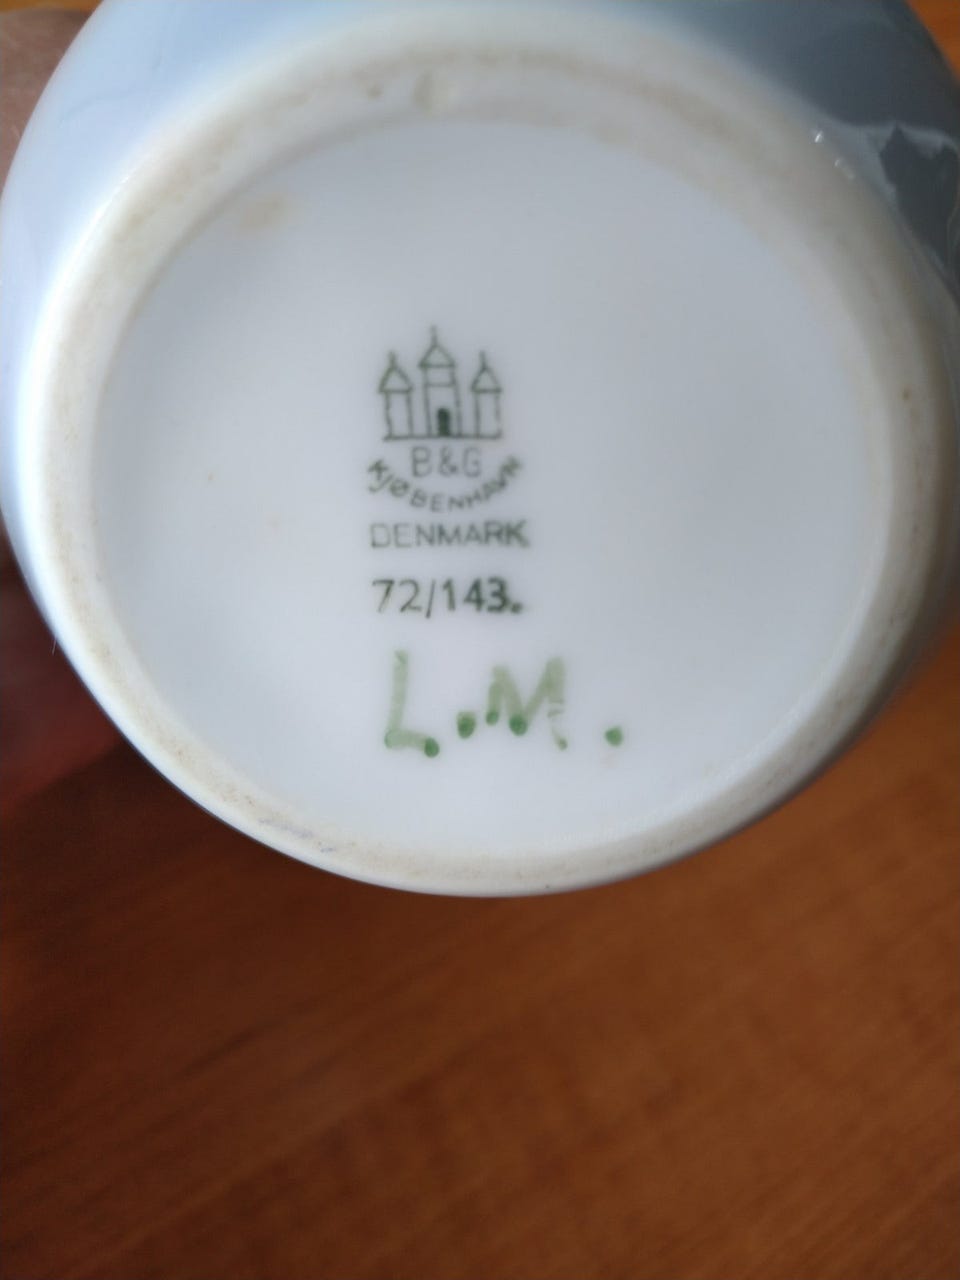 B&G
KJØBENHAVN
DENMARK
72/143.
L.M.